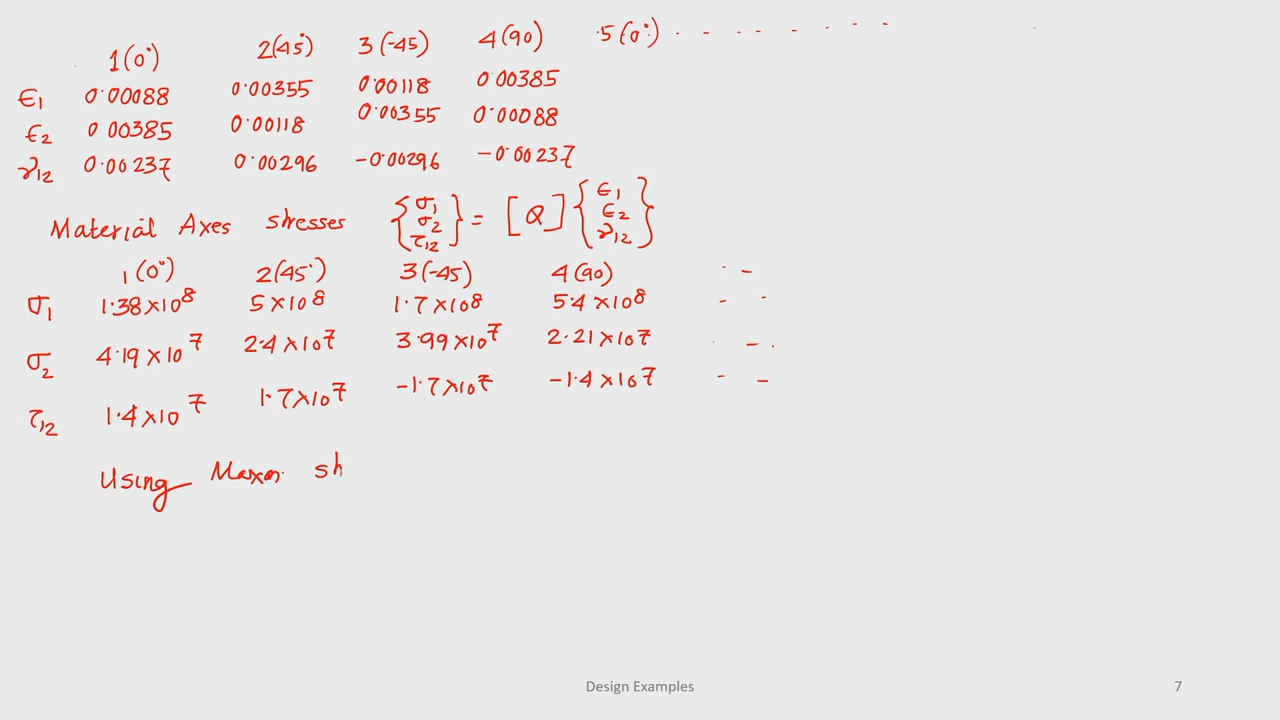 1(0°) 2(45°) 3(-45) 4(90) 5(0°) - - - - - - -
ϵ1 0.00088 0.00355 0.00118 0.00385
ϵ2 0.00385 0.00118 0.00355 0.00088
γ12 0.00237 0.00296 -0.00296 -0.00237
Material Axes stresses {σ1 σ2 τ12} = [Q] {ϵ1 ϵ2 γ12}
1(0°) 2(45°) 3(-45) 4(90) - -
σ1 1.38×10^8 5×10^8 1.7×10^8 5.4×10^8 - -
σ2 4.19×10^7 2.4×10^7 3.99×10^7 2.21×10^7 - -
τ12 1.4×10^7 1.7×10^7 -1.7×10^7 -1.4×10^7 - -
Using Maxm. sh
Design Examples 7